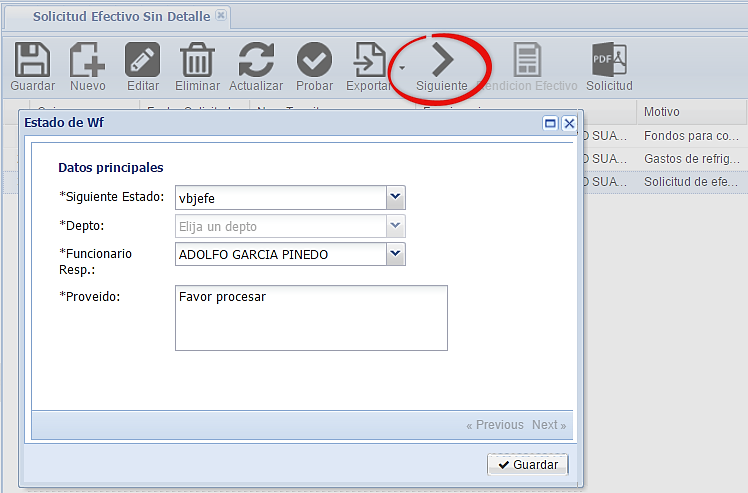 Solicitud Efectivo Sin Detalle
Guardar Nuevo Editar Eliminar Actualizar Probar Exportar Siguiente Rendicion Efectivo Solicitud
Motivo
O SUA... Fondos para co...
O SUA... Gastos de refrig...
O SUA... Solicitud de efe...
Estado de Wf
Datos principales
*Siguiente Estado: vbjefe
*Depto: Elija un depto
*Funcionario Resp.: ADOLFO GARCIA PINEDO
*Proveido: Favor procesar
« Previous Next »
Guardar